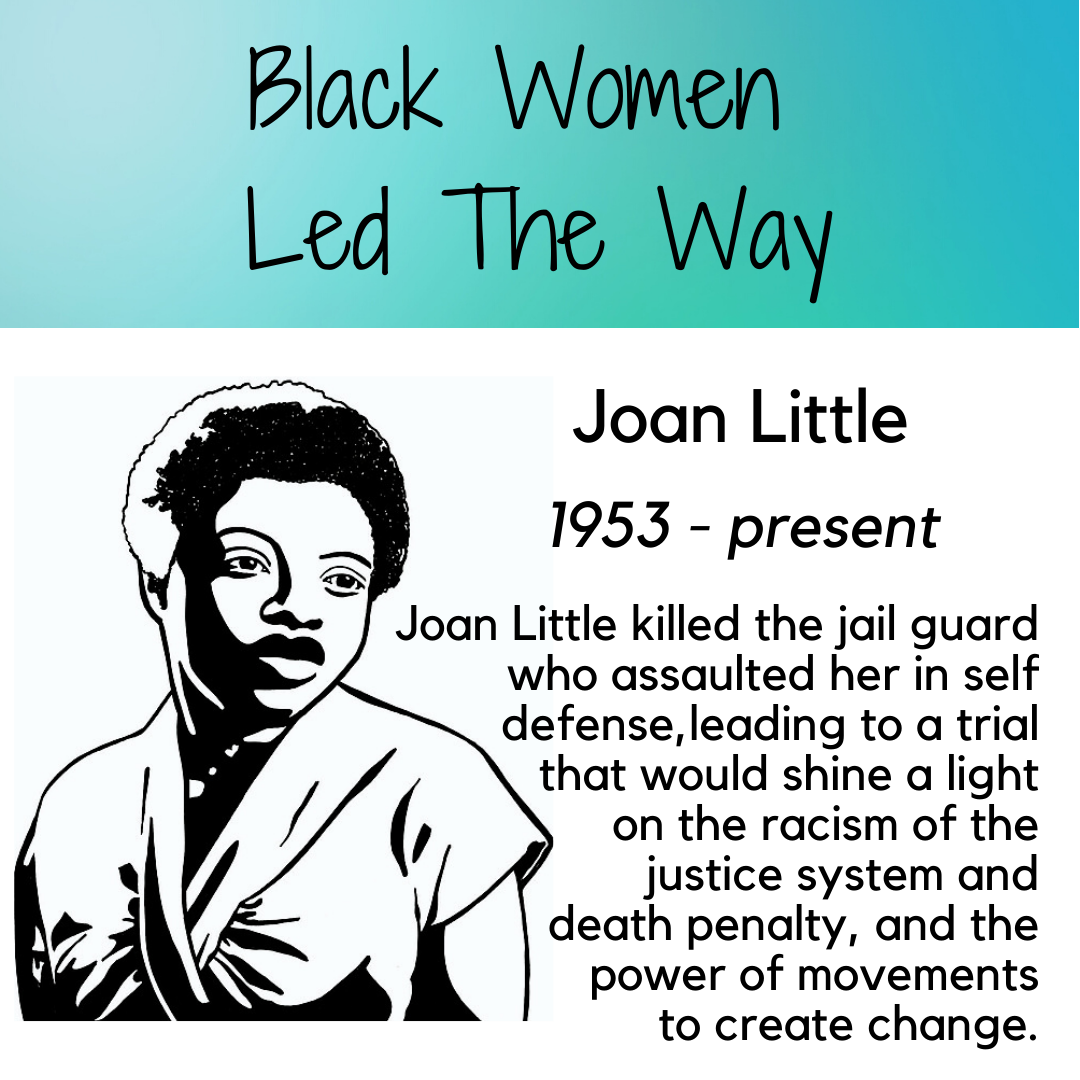 Black Women
Led The Way
Joan Little
1953 - present
Joan Little killed the jail guard
who assaulted her in self
defense,leading to a trial
that would shine a light
on the racism of the
justice system and
death penalty, and the
power of movements
to create change.